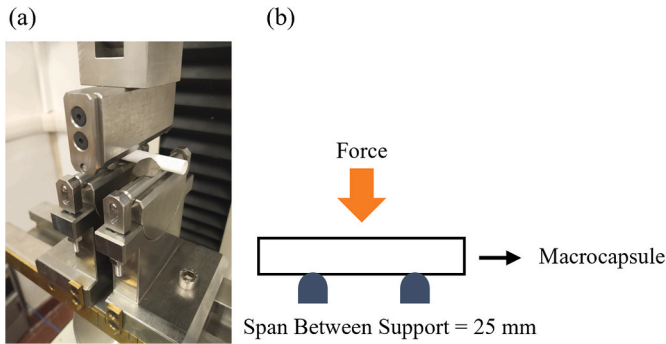 (a)
(b)
Force
Macrocapsule
Span Between Support = 25 mm